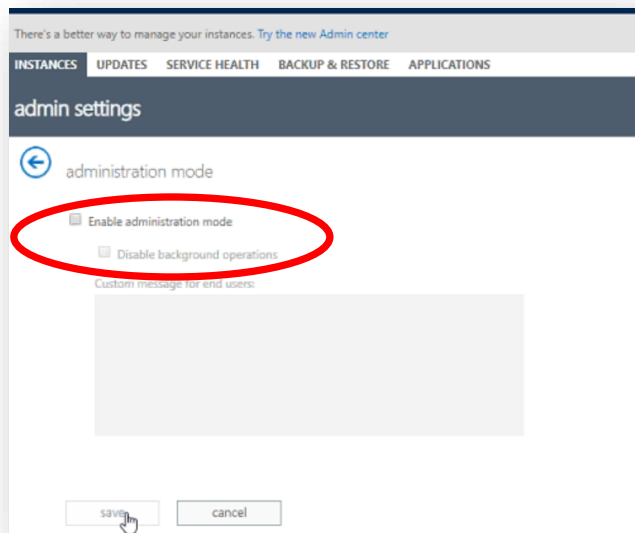 There's a better way to manage your instances. Try the new Admin center
INSTANCES UPDATES SERVICE HEALTH BACKUP & RESTORE APPLICATIONS
admin settings
administration mode
Enable administration mode
Disable background operations
Custom message for end users:
save cancel